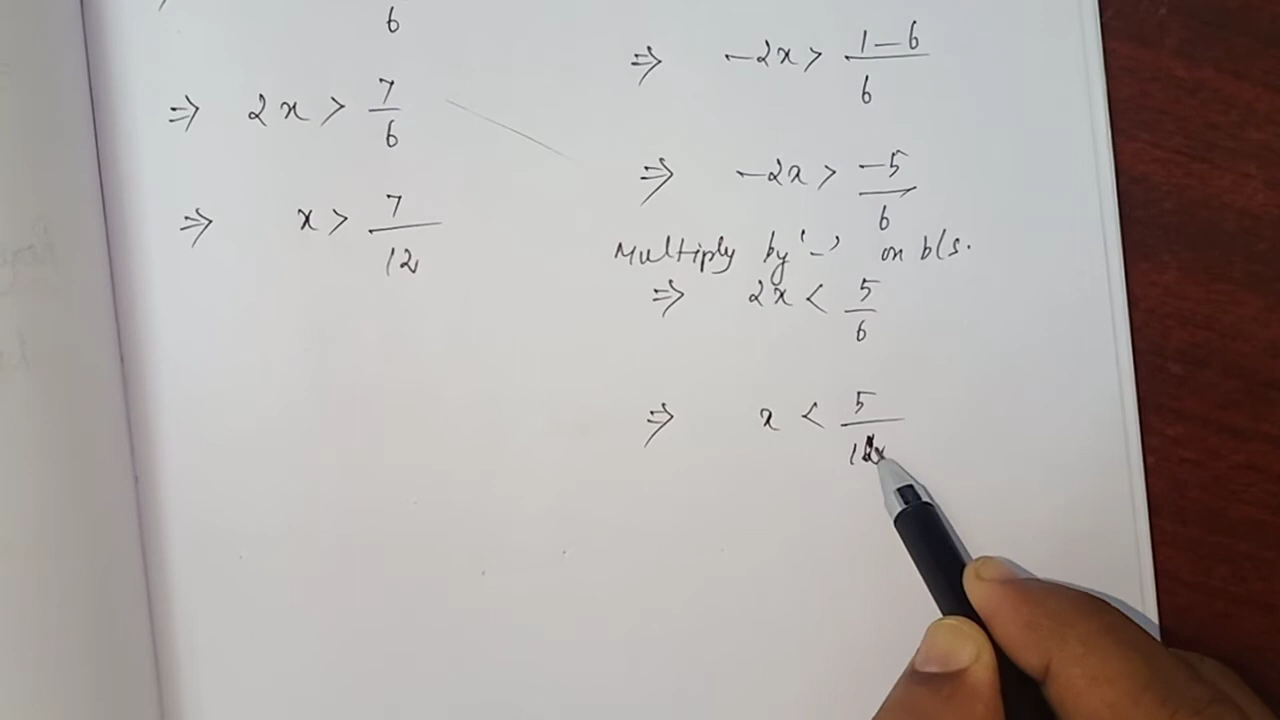 6
⇒ 2x > 7/6
⇒ x > 7/12
⇒ -2x > 1-6/6
⇒ -2x > -5/6
Multiply by '-' on b/s.
⇒ 2x < 5/6
⇒ x < 5/12